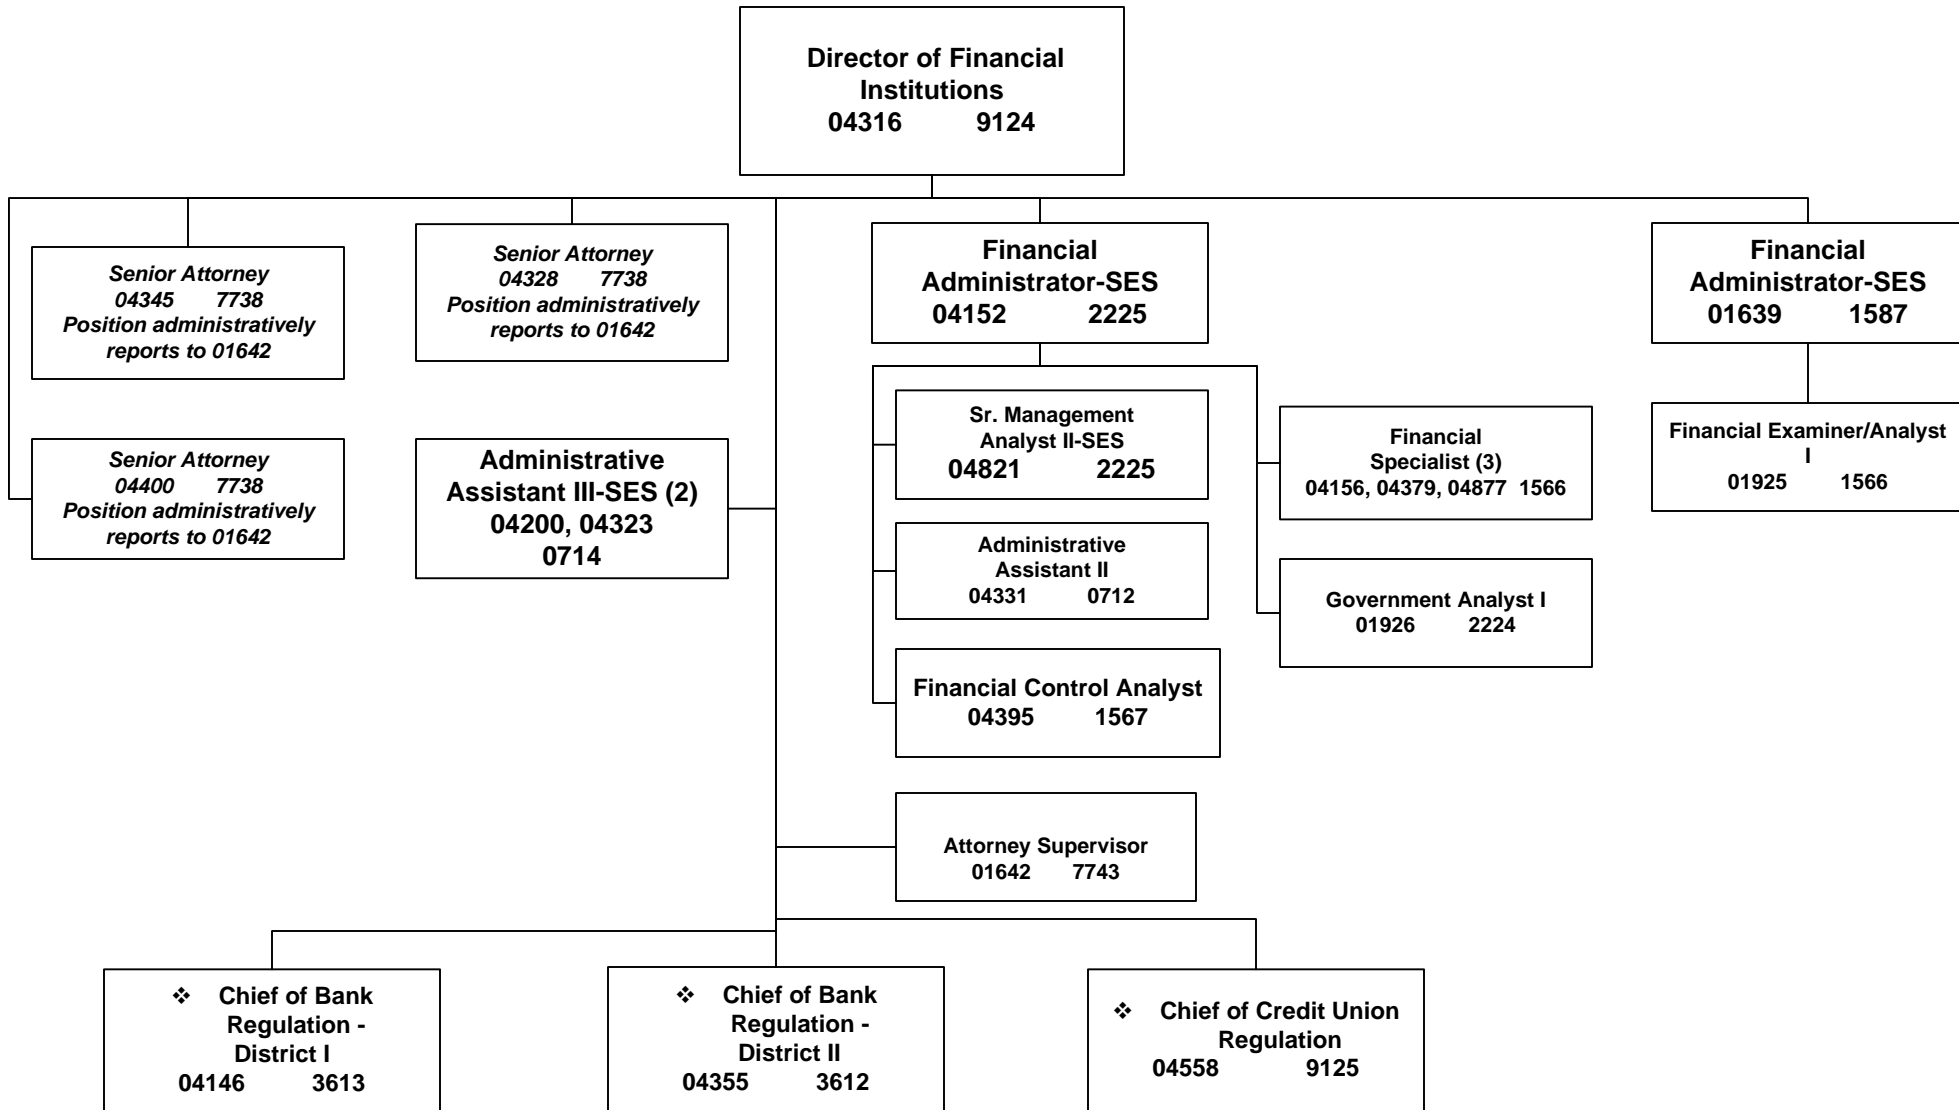 Director of Financial
Institutions
04316 9124
Senior Attorney
04345 7738
Position administratively
reports to 01642
Senior Attorney
04328 7738
Position administratively
reports to 01642
Financial
Administrator-SES
04152 2225
Financial
Administrator-SES
01639 1587
Senior Attorney
04400 7738
Position administratively
reports to 01642
Administrative
Assistant III-SES (2)
04200, 04323
0714
Sr. Management
Analyst II-SES
04821 2225
Financial
Specialist (3)
04156, 04379, 04877 1566
Financial Examiner/Analyst
I
01925 1566
Administrative
Assistant II
04331 0712
Government Analyst I
01926 2224
Financial Control Analyst
04395 1567
Attorney Supervisor
01642 7743
❖ Chief of Bank
Regulation -
District I
04146 3613
❖ Chief of Bank
Regulation -
District II
04355 3612
❖ Chief of Credit Union
Regulation
04558 9125